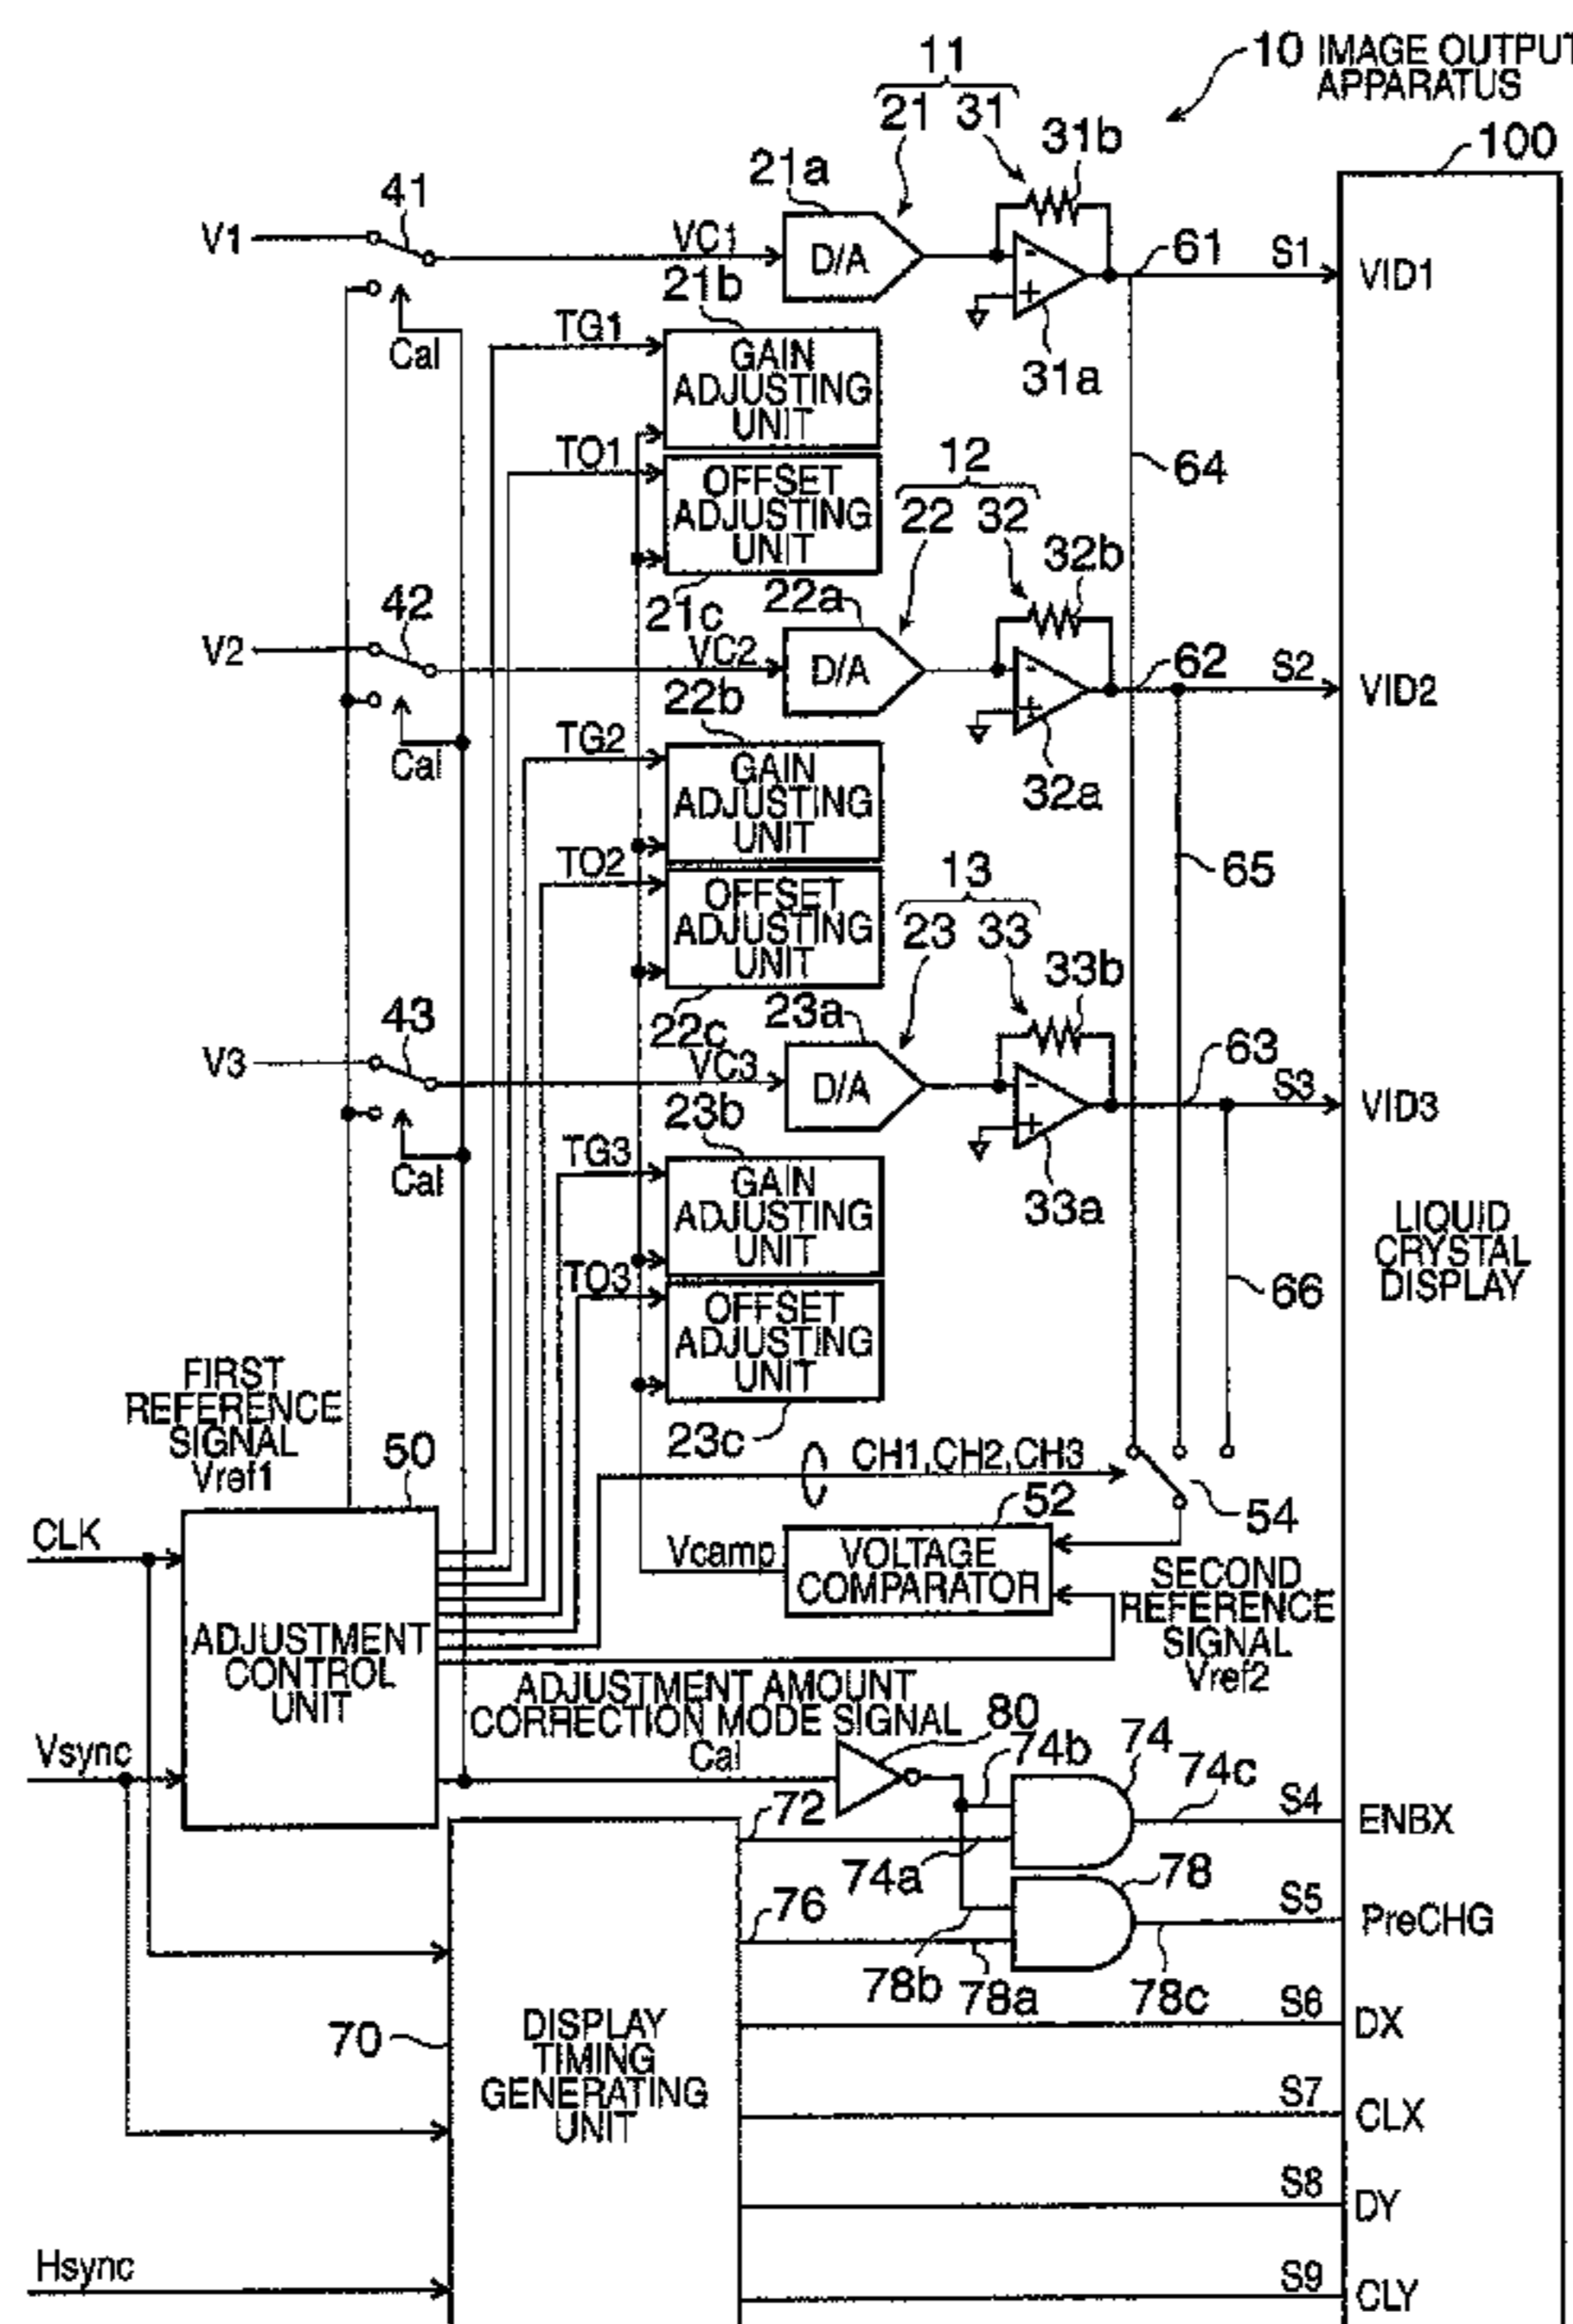 10 IMAGE OUTPUT
APPARATUS
11
21 31
31b
100
21a
41
V1
VC1
D/A
61
S1
VID1
21b
Cal
TG1
GAIN
ADJUSTING
UNIT
31a
TO1
OFFSET
ADJUSTING
UNIT
12
22 32
64
32b
21c
22a
42
V2
VC2
D/A
62
S2
VID2
22b
Cal
TG2
GAIN
ADJUSTING
UNIT
32a
TO2
OFFSET
ADJUSTING
UNIT
13
23 33
65
33b
22c
23a
43
V3
VC3
D/A
63
S3
VID3
23b
Cal
TG3
GAIN
ADJUSTING
UNIT
33a
LIQUID
CRYSTAL
DISPLAY
TO3
OFFSET
ADJUSTING
UNIT
66
23c
FIRST
REFERENCE
SIGNAL
Vref1
50
CH1,CH2,CH3
52
54
CLK
Vcamp
VOLTAGE
COMPARATOR
SECOND
REFERENCE
SIGNAL
Vref2
ADJUSTMENT
CONTROL
UNIT
ADJUSTMENT AMOUNT
CORRECTION MODE SIGNAL
Cal
80
Vsync
74b
74
74c
S4
ENBX
72
74a
78
S5
PreCHG
76
78b
78a
78c
S6
DX
70
DISPLAY
TIMING
GENERATING
UNIT
S7
CLX
S8
DY
Hsync
S9
CLY